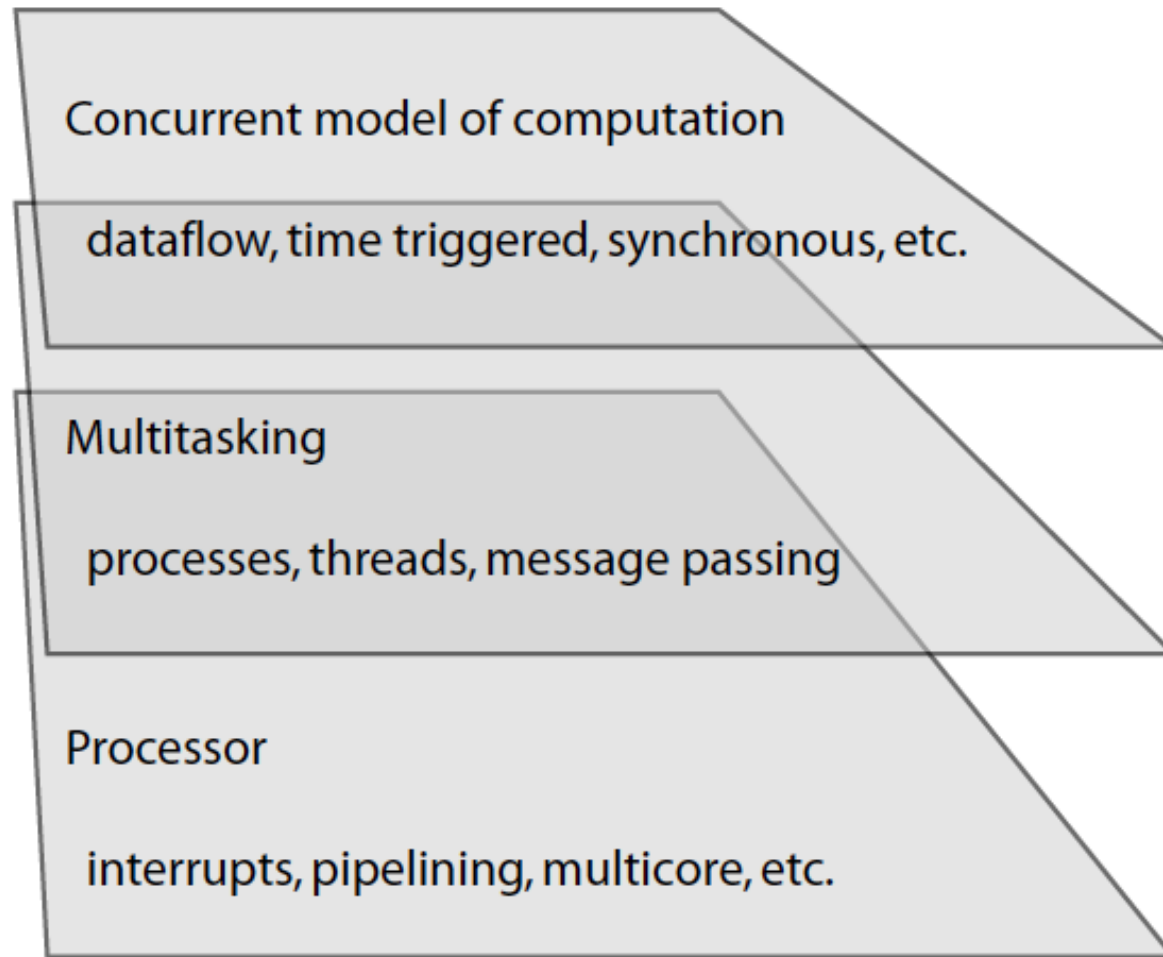 Concurrent model of computation
dataflow, time triggered, synchronous, etc.
Multitasking
processes, threads, message passing
Processor
interrupts, pipelining, multicore, etc.